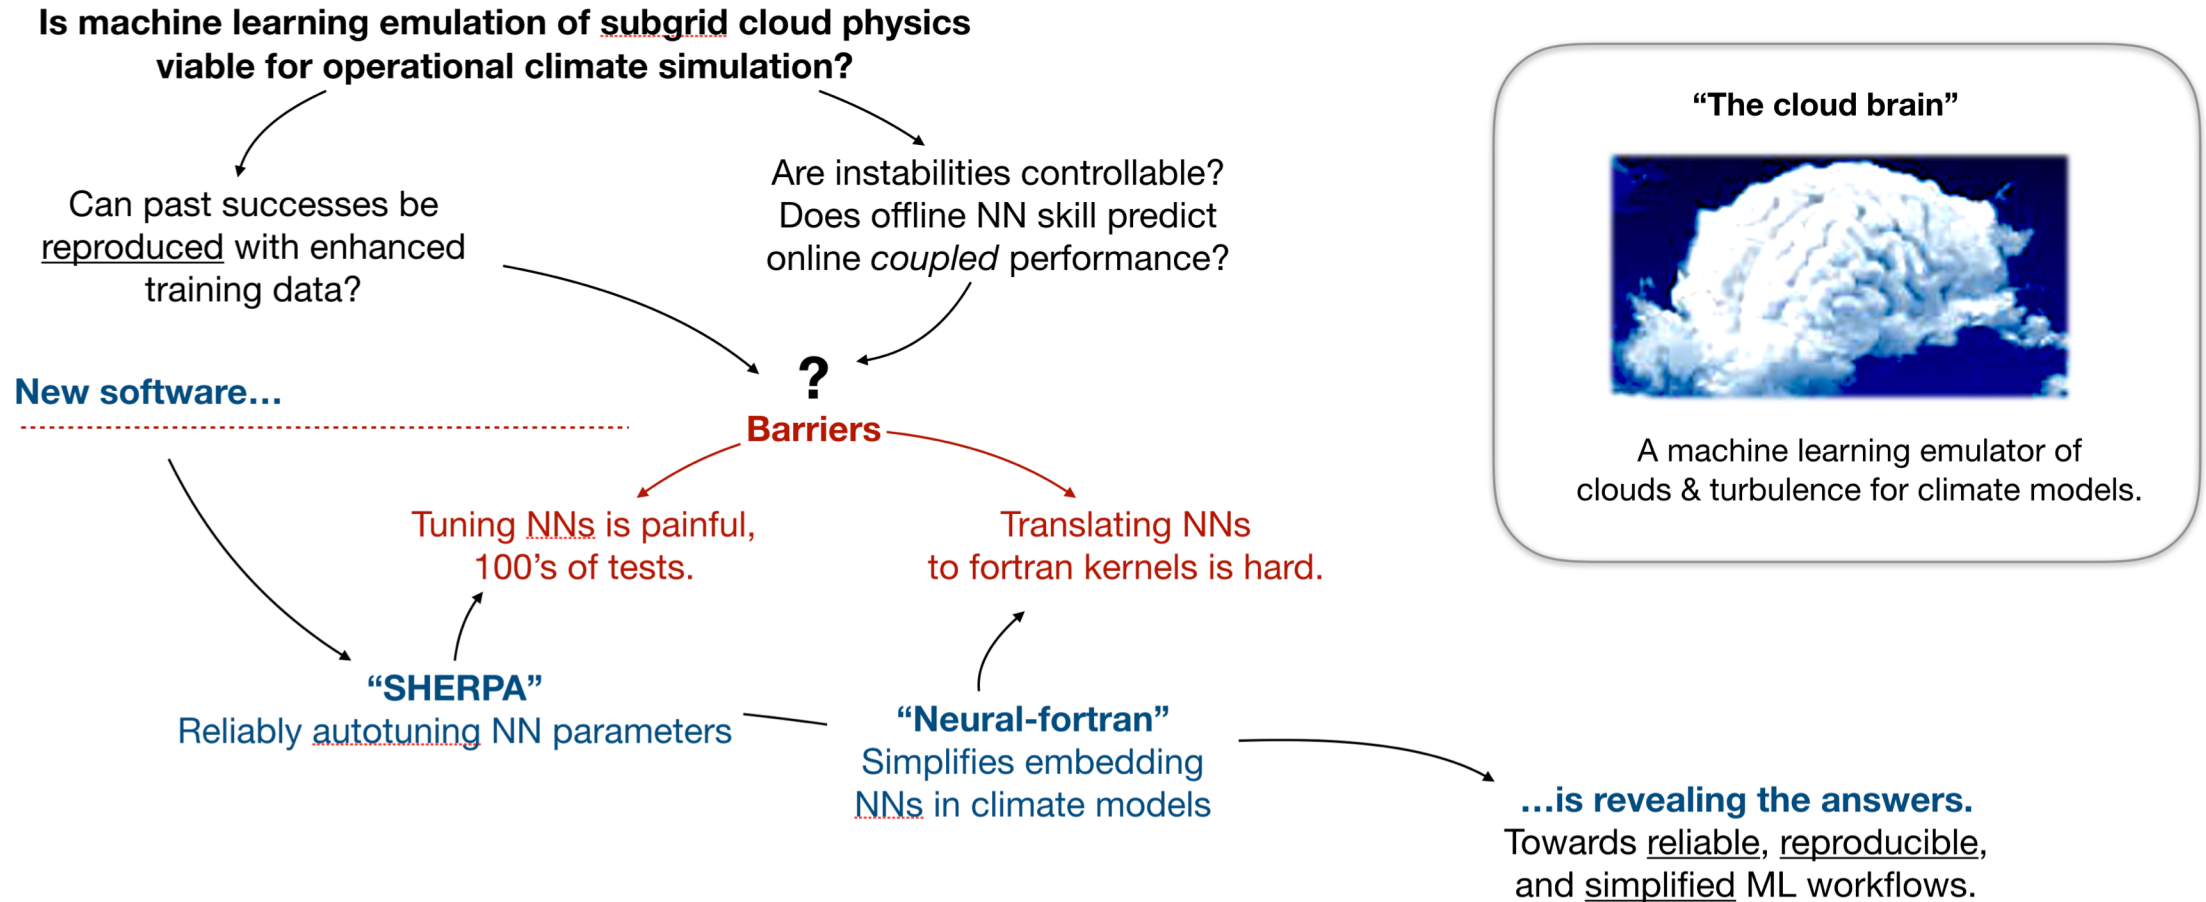 Is machine learning emulation of subgrid cloud physics
viable for operational climate simulation?
Can past successes be
reproduced with enhanced
training data?
Are instabilities controllable?
Does offline NN skill predict
online coupled performance?
?
New software...
Barriers
Tuning NNs is painful,
100’s of tests.
Translating NNs
to fortran kernels is hard.
“SHERPA”
Reliably autotuning NN parameters
“Neural-fortran”
Simplifies embedding
NNs in climate models
...is revealing the answers.
Towards reliable, reproducible,
and simplified ML workflows.
“The cloud brain”
A machine learning emulator of
clouds & turbulence for climate models.